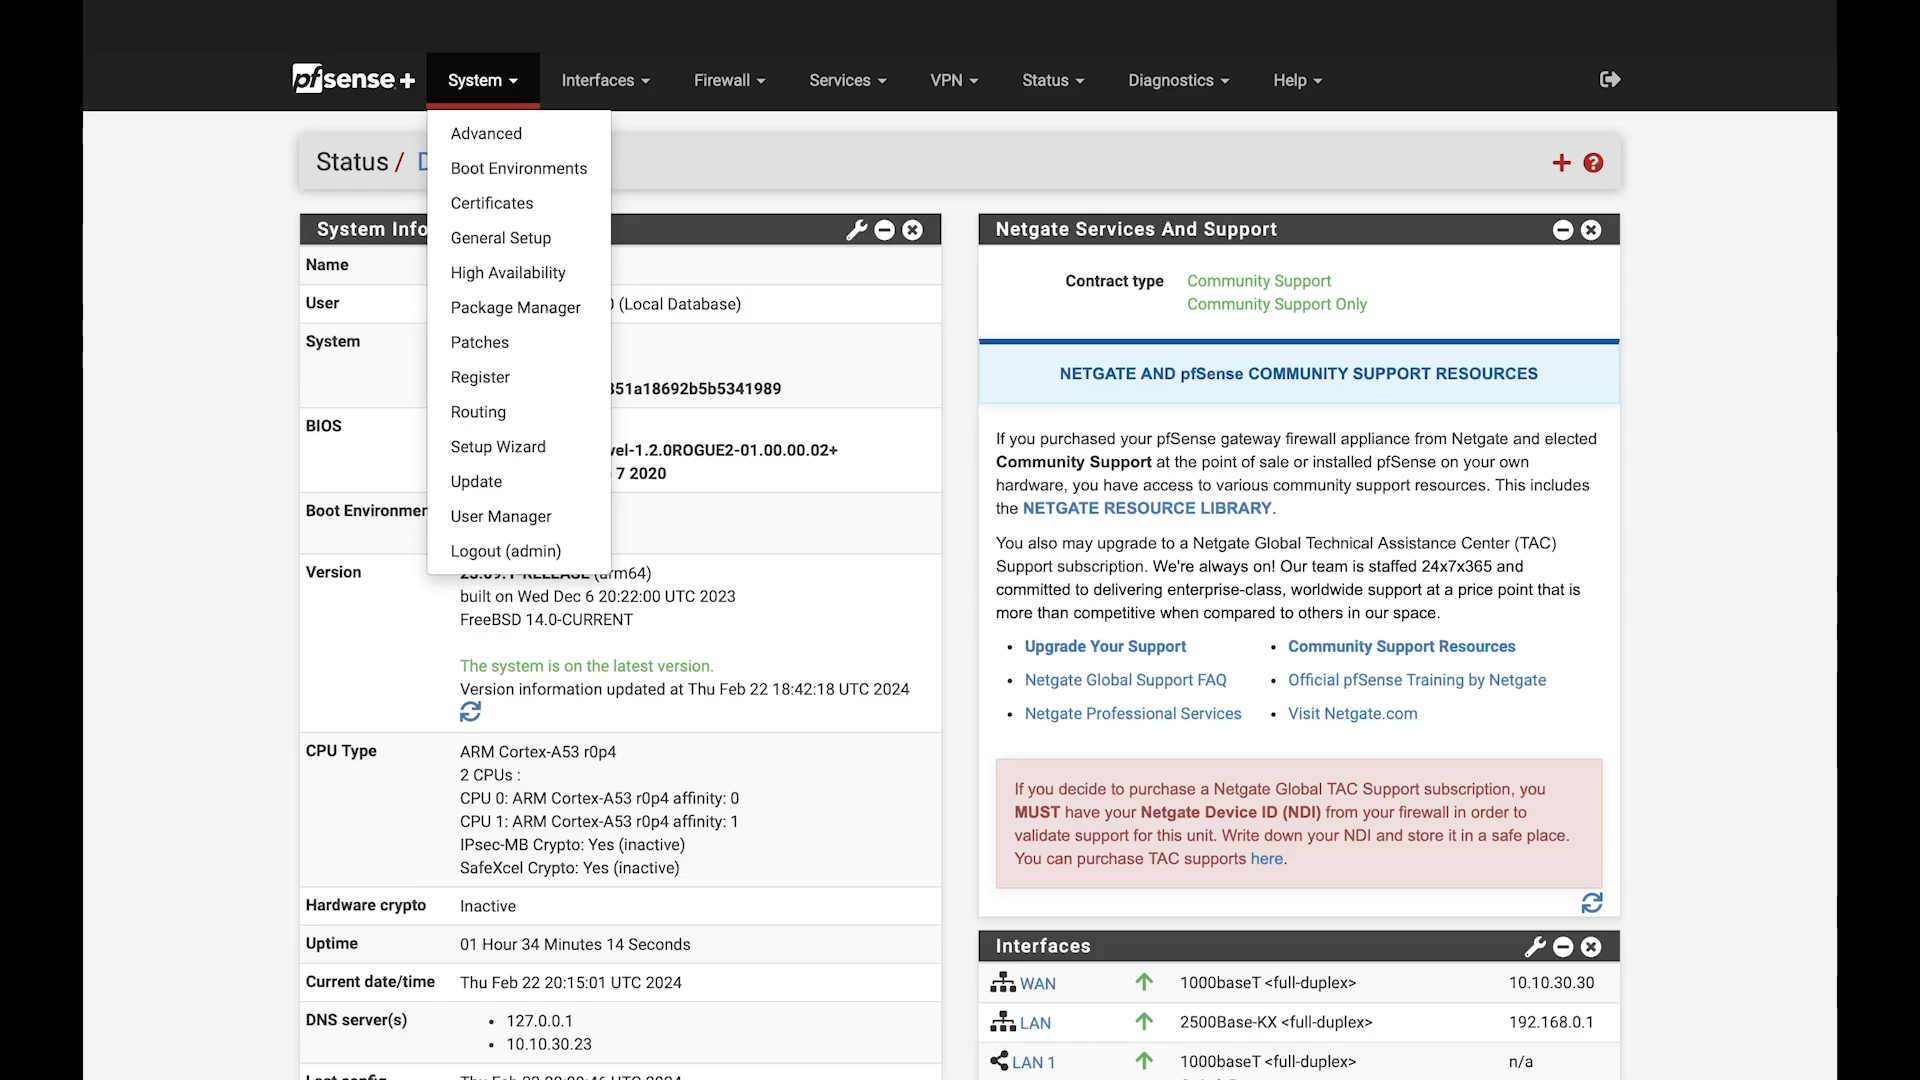 pfsense +
System
Interfaces
Firewall
Services
VPN
Status
Diagnostics
Help
Advanced
Boot Environments
Certificates
General Setup
High Availability
Package Manager
Patches
Register
Routing
Setup Wizard
Update
User Manager
Logout (admin)
Status / D
System Info
Name
User
(Local Database)
System
351a18692b5b5341989
BIOS
vel-1.2.0ROGUE2-01.00.00.02+
7 2020
Boot Environmen
Version
23.09.1-RELEASE (arm64)
built on Wed Dec 6 20:22:00 UTC 2023
FreeBSD 14.0-CURRENT
The system is on the latest version.
Version information updated at Thu Feb 22 18:42:18 UTC 2024
CPU Type
ARM Cortex-A53 r0p4
2 CPUs :
CPU 0: ARM Cortex-A53 r0p4 affinity: 0
CPU 1: ARM Cortex-A53 r0p4 affinity: 1
IPsec-MB Crypto: Yes (inactive)
SafeXcel Crypto: Yes (inactive)
Hardware crypto
Inactive
Uptime
01 Hour 34 Minutes 14 Seconds
Current date/time
Thu Feb 22 20:15:01 UTC 2024
DNS server(s)
• 127.0.0.1
• 10.10.30.23
Netgate Services And Support
Contract type
Community Support
Community Support Only
NETGATE AND pfSense COMMUNITY SUPPORT RESOURCES
If you purchased your pfSense gateway firewall appliance from Netgate and elected
Community Support at the point of sale or installed pfSense on your own
hardware, you have access to various community support resources. This includes
the NETGATE RESOURCE LIBRARY.
You also may upgrade to a Netgate Global Technical Assistance Center (TAC)
Support subscription. We're always on! Our team is staffed 24x7x365 and
committed to delivering enterprise-class, worldwide support at a price point that is
more than competitive when compared to others in our space.
• Upgrade Your Support
• Community Support Resources
• Netgate Global Support FAQ
• Official pfSense Training by Netgate
• Netgate Professional Services
• Visit Netgate.com
If you decide to purchase a Netgate Global TAC Support subscription, you
MUST have your Netgate Device ID (NDI) from your firewall in order to
validate support for this unit. Write down your NDI and store it in a safe place.
You can purchase TAC supports here.
Interfaces
WAN
1000baseT <full-duplex>
10.10.30.30
LAN
2500Base-KX <full-duplex>
192.168.0.1
LAN 1
1000baseT <full-duplex>
n/a